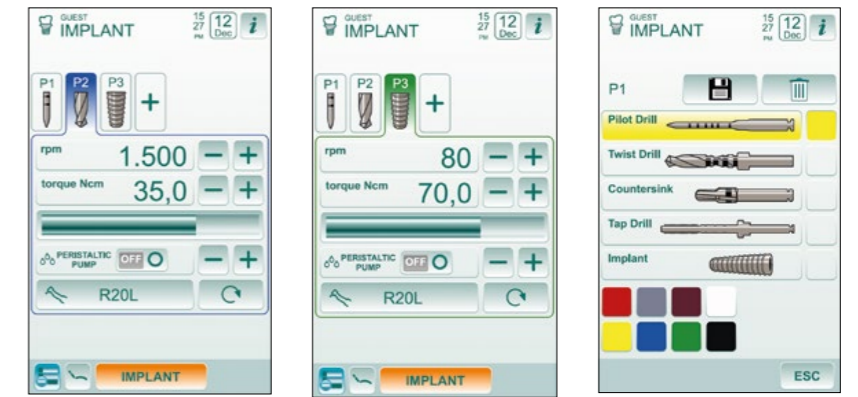 GUEST
IMPLANT
15
27
PM
12
Dec
i
P1
P2
P3
+
rpm
1.500
− +
torque Ncm
35,0
− +
PERISTALTIC
PUMP
OFF
− +
R20L
IMPLANT
GUEST
IMPLANT
15
27
PM
12
Dec
i
P1
P2
P3
+
rpm
80
− +
torque Ncm
70,0
− +
PERISTALTIC
PUMP
OFF
− +
R20L
IMPLANT
GUEST
IMPLANT
15
27
PM
12
Dec
i
P1
Pilot Drill
Twist Drill
Countersink
Tap Drill
Implant
ESC